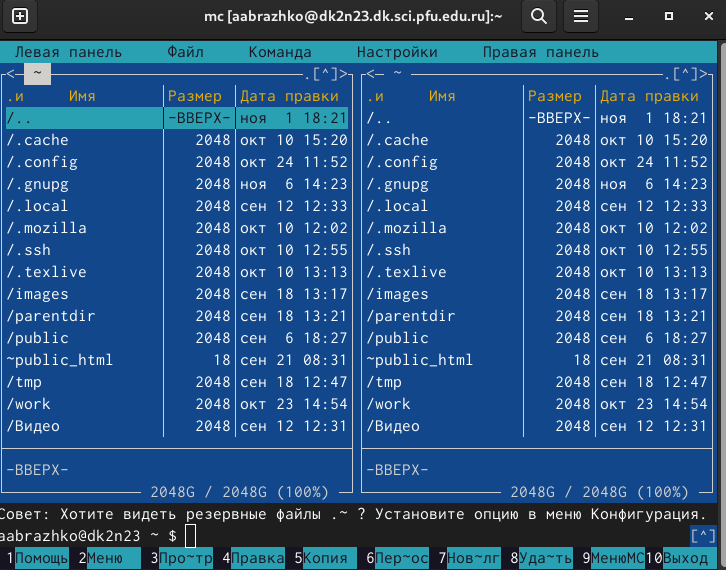 mc [aabrazhko@dk2n23.dk.sci.pfu.edu.ru]:~
Левая панель Файл Команда Настройки Правая панель
<— ~ .[^]> <— ~ .[^]>
.и Имя Размер Дата правки .и Имя Размер Дата правки
/.. -ВВЕРХ- ноя 1 18:21 /.. -ВВЕРХ- ноя 1 18:21
/.cache 2048 окт 10 15:20 /.cache 2048 окт 10 15:20
/.config 2048 окт 24 11:52 /.config 2048 окт 24 11:52
/.gnupg 2048 ноя 6 14:23 /.gnupg 2048 ноя 6 14:23
/.local 2048 сен 12 12:33 /.local 2048 сен 12 12:33
/.mozilla 2048 окт 10 12:02 /.mozilla 2048 окт 10 12:02
/.ssh 2048 окт 10 12:55 /.ssh 2048 окт 10 12:55
/.texlive 2048 окт 10 13:13 /.texlive 2048 окт 10 13:13
/images 2048 сен 18 13:17 /images 2048 сен 18 13:17
/parentdir 2048 сен 18 13:21 /parentdir 2048 сен 18 13:21
/public 2048 сен 6 18:27 /public 2048 сен 6 18:27
~public_html 18 сен 21 08:31 ~public_html 18 сен 21 08:31
/tmp 2048 сен 18 12:47 /tmp 2048 сен 18 12:47
/work 2048 окт 23 14:54 /work 2048 окт 23 14:54
/Видео 2048 сен 12 12:31 /Видео 2048 сен 12 12:31
-ВВЕРХ- -ВВЕРХ-
2048G / 2048G (100%) 2048G / 2048G (100%)
Совет: Хотите видеть резервные файлы .~ ? Установите опцию в меню Конфигурация.
aabrazhko@dk2n23 ~ $ [^]
1Помощь 2Меню 3Про~тр 4Правка 5Копия 6Пер~ос 7Нов~лг 8Уда~ть 9МенюMC 10Выход